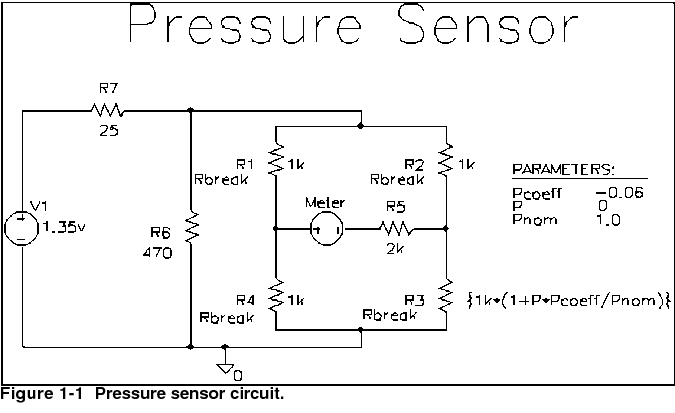 Pressure Sensor
R7
25
V1
1.35v
R6
470
R1
1k
Rbreak
R2
1k
Rbreak
Meter
R5
2k
R4
1k
Rbreak
R3
Rbreak
{1k*(1+P*Pcoeff/Pnom)}
PARAMETERS:
Pcoeff -0.06
P 0
Pnom 1.0
+
-
+ -
0
Figure 1-1 Pressure sensor circuit.